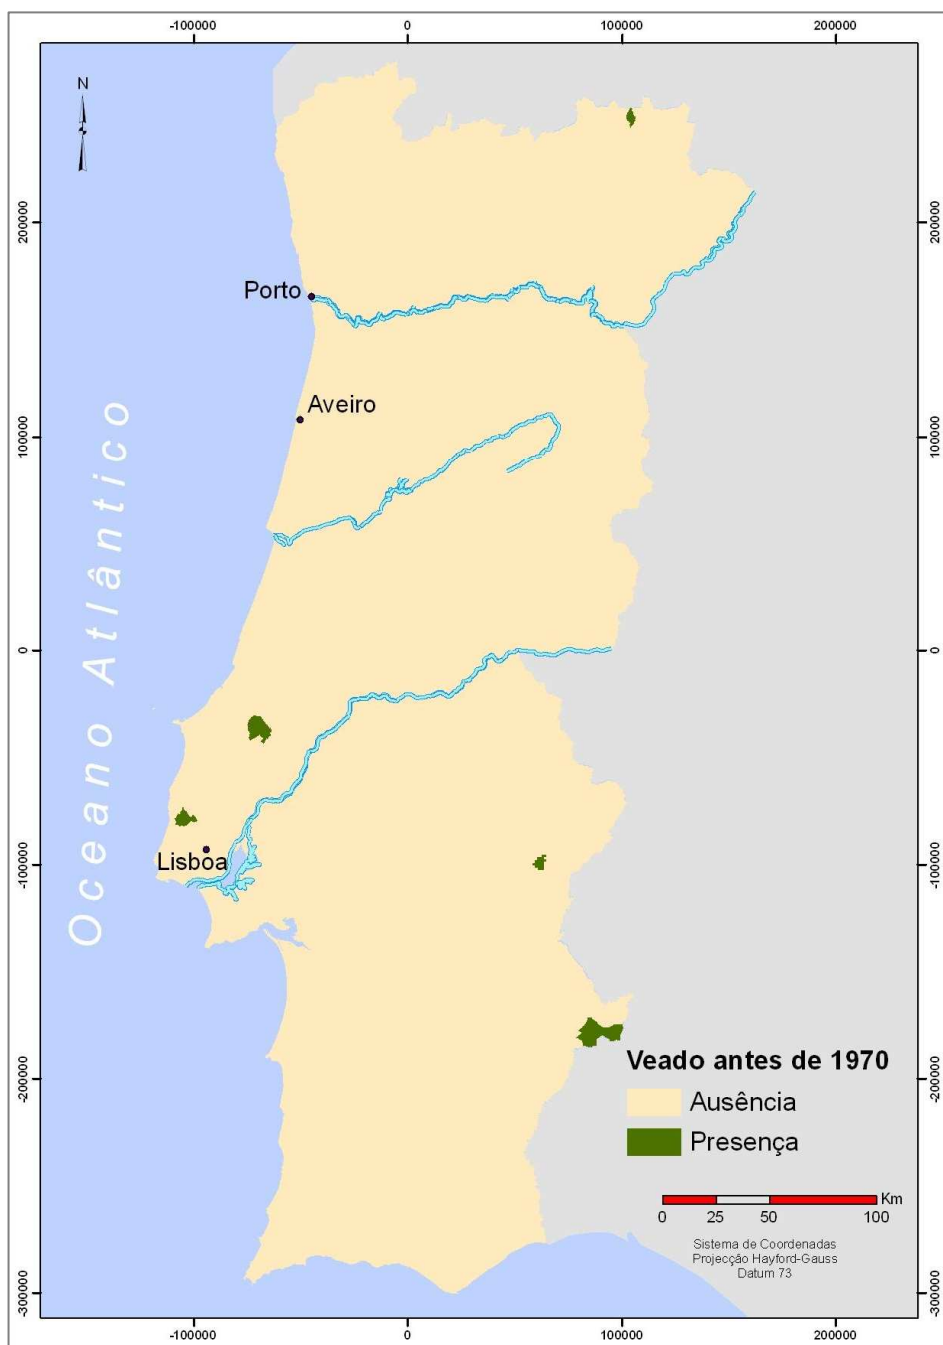 -100000 0 100000 200000
N
200000 200000
Porto
Aveiro
100000 100000
Oceano Atlântico
0 0
Lisboa
-100000 -100000
Veado antes de 1970
-200000 -200000
Ausência
Presença
Km
0 25 50 100
Sistema de Coordenadas
Projecção Hayford-Gauss
Datum 73
-300000 -300000
-100000 0 100000 200000